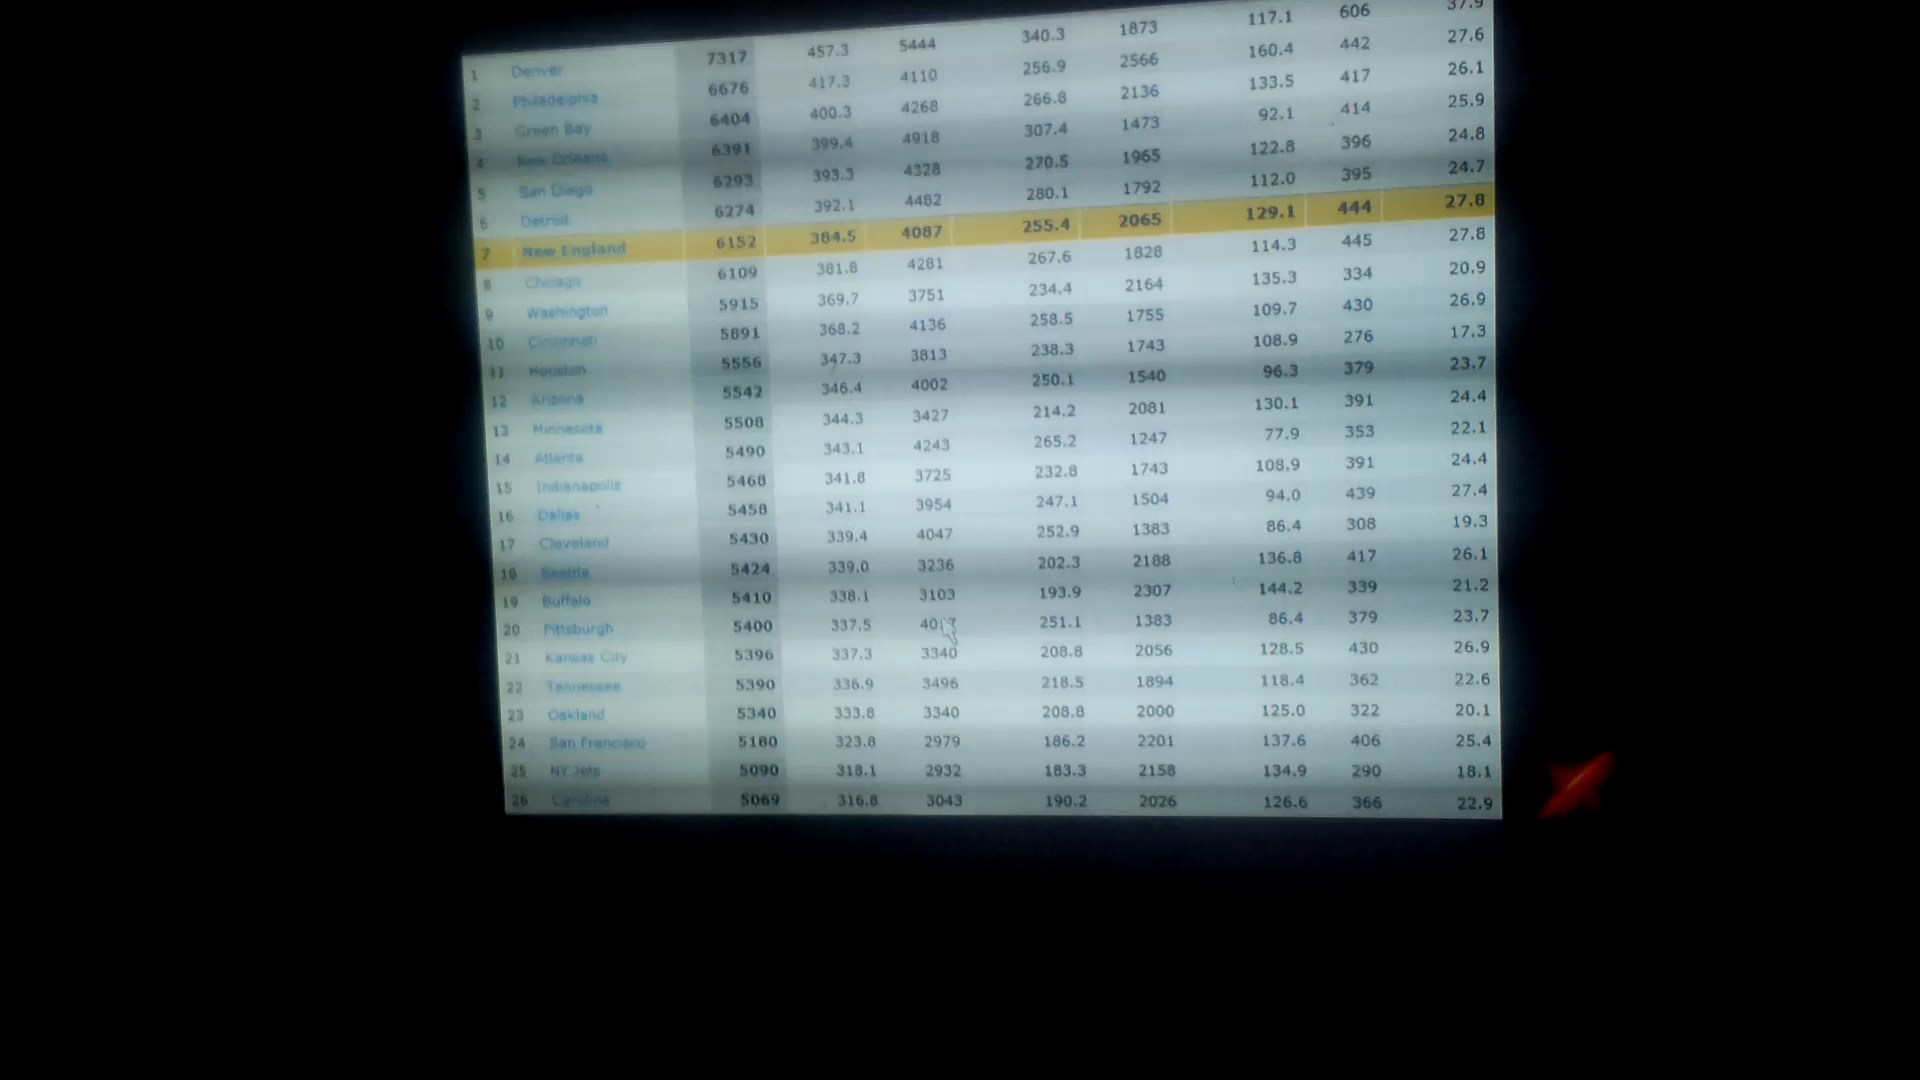 1 Denver 7317 457.3 5444 340.3 1873 117.1 606 37.9
2 Philadelphia 6676 417.3 4110 256.9 2566 160.4 442 27.6
3 Green Bay 6404 400.3 4268 266.8 2136 133.5 417 26.1
4 New Orleans 6391 399.4 4918 307.4 1473 92.1 414 25.9
5 San Diego 6293 393.3 4328 270.5 1965 122.8 396 24.8
6 Detroit 6274 392.1 4482 280.1 1792 112.0 395 24.7
7 New England 6152 384.5 4087 255.4 2065 129.1 444 27.8
8 Chicago 6109 381.8 4281 267.6 1828 114.3 445 27.8
9 Washington 5915 369.7 3751 234.4 2164 135.3 334 20.9
10 Cincinnati 5891 368.2 4136 258.5 1755 109.7 430 26.9
11 Houston 5556 347.3 3813 238.3 1743 108.9 276 17.3
12 Arizona 5542 346.4 4002 250.1 1540 96.3 379 23.7
13 Minnesota 5508 344.3 3427 214.2 2081 130.1 391 24.4
14 Atlanta 5490 343.1 4243 265.2 1247 77.9 353 22.1
15 Indianapolis 5468 341.8 3725 232.8 1743 108.9 391 24.4
16 Dallas 5458 341.1 3954 247.1 1504 94.0 439 27.4
17 Cleveland 5430 339.4 4047 252.9 1383 86.4 308 19.3
18 Seattle 5424 339.0 3236 202.3 2188 136.8 417 26.1
19 Buffalo 5410 338.1 3103 193.9 2307 144.2 339 21.2
20 Pittsburgh 5400 337.5 4017 251.1 1383 86.4 379 23.7
21 Kansas City 5396 337.3 3340 208.8 2056 128.5 430 26.9
22 Tennessee 5390 336.9 3496 218.5 1894 118.4 362 22.6
23 Oakland 5340 333.8 3340 208.8 2000 125.0 322 20.1
24 San Francisco 5180 323.8 2979 186.2 2201 137.6 406 25.4
25 NY Jets 5090 318.1 2932 183.3 2158 134.9 290 18.1
26 Carolina 5069 316.8 3043 190.2 2026 126.6 366 22.9